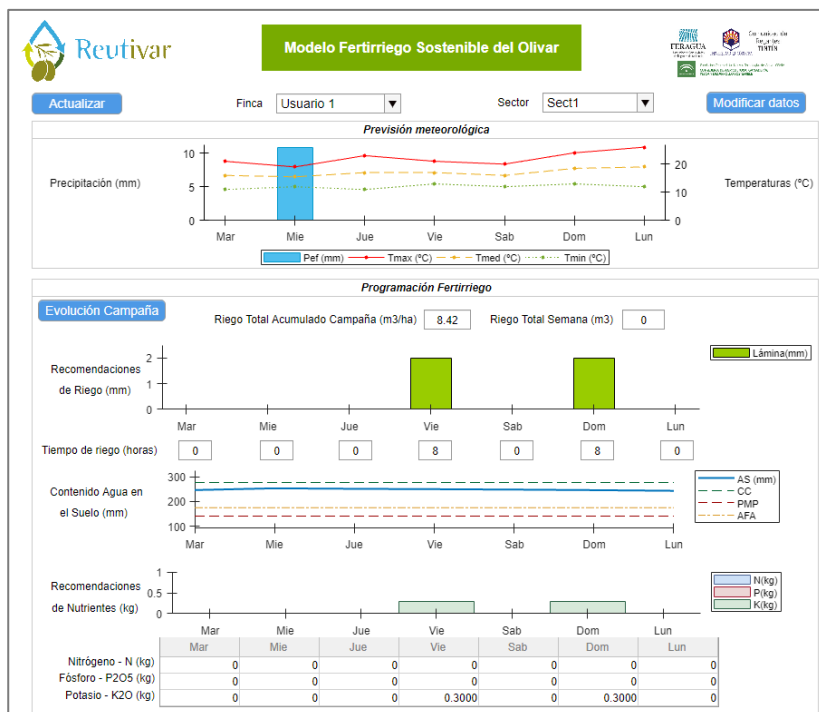 Reutivar
Modelo Fertirriego Sostenible del Olivar
FERAGUA
Comunicación
Regantes
TINTÍN
Actualizar
Finca
Usuario 1
Sector
Sect1
Modificar datos
Previsión meteorológica
Precipitación (mm)
10
5
0
20
10
0
Temperaturas (ºC)
Mar Mie Jue Vie Sab Dom Lun
Pef (mm) Tmax (ºC) Tmed (ºC) Tmin (ºC)
Programación Fertirriego
Evolución Campaña
Riego Total Acumulado Campaña (m3/ha) 8.42 Riego Total Semana (m3) 0
Recomendaciones
de Riego (mm)
2
1
0
Lámina(mm)
Mar Mie Jue Vie Sab Dom Lun
Tiempo de riego (horas) 0 0 0 8 0 8 0
Contenido Agua en
el Suelo (mm)
300
200
100
AS (mm)
CC
PMP
AFA
Mar Mie Jue Vie Sab Dom Lun
Recomendaciones
de Nutrientes (kg)
1
0.5
0
N(kg)
P(kg)
K(kg)
Mar Mie Jue Vie Sab Dom Lun
Mar Mie Jue Vie Sab Dom Lun
Nitrógeno - N (kg) 0 0 0 0 0 0 0
Fósforo - P2O5 (kg) 0 0 0 0 0 0 0
Potasio - K2O (kg) 0 0 0 0.3000 0 0.3000 0